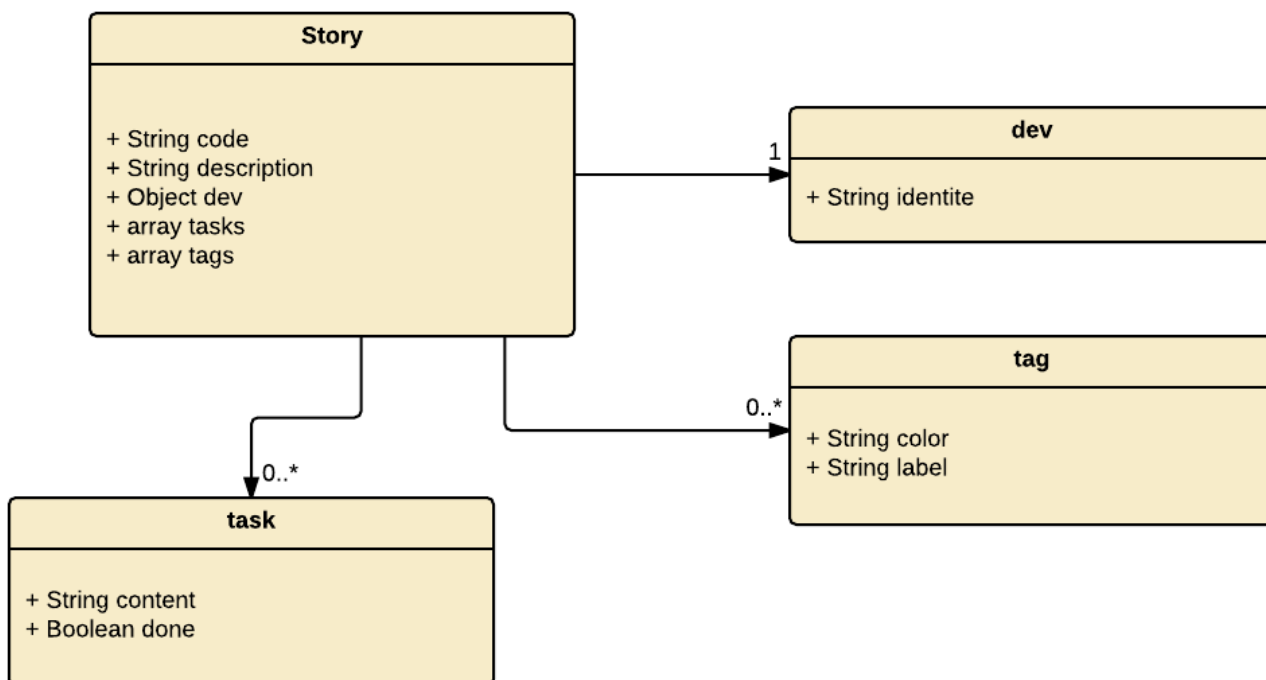 Story
+ String code
+ String description
+ Object dev
+ array tasks
+ array tags
1
dev
+ String identite
0..*
tag
+ String color
+ String label
0..*
task
+ String content
+ Boolean done